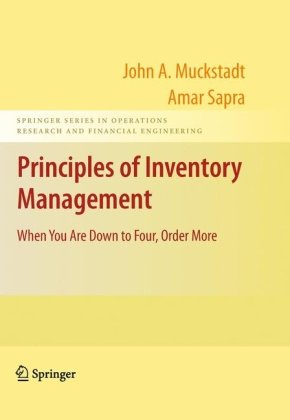 John A. Muckstadt
Amar Sapra
SPRINGER SERIES IN OPERATIONS
RESEARCH AND FINANCIAL ENGINEERING
Principles of Inventory
Management
When You Are Down to Four, Order More
Springer